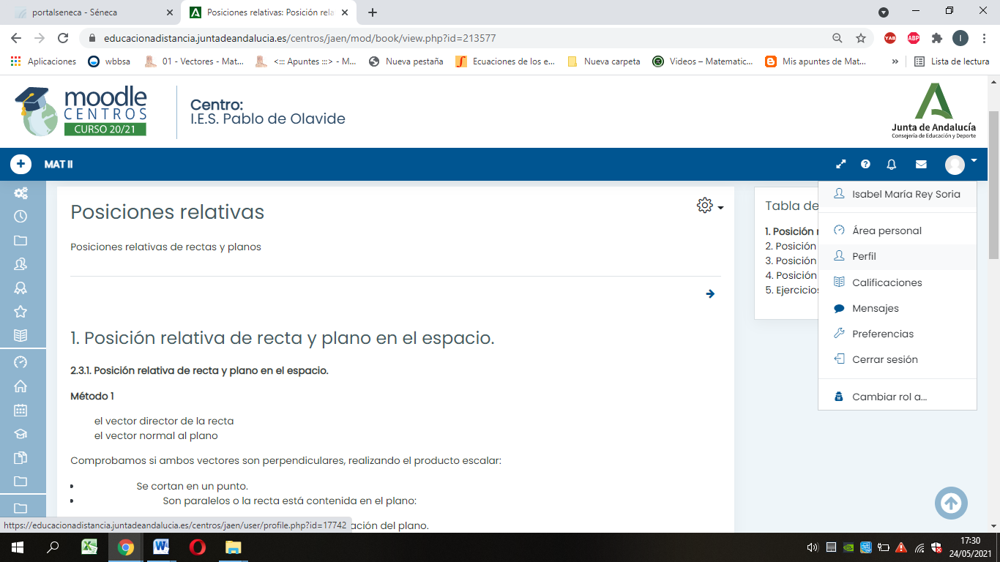 portalseneca - Séneca
Posiciones relativas: Posición rela
educacionadistancia.juntadeandalucia.es/centros/jaen/mod/book/view.php?id=213577
YAB
ABP
I
Aplicaciones
wbbsa
01 - Vectores - Mat...
<::: Apuntes :::> - M...
Nueva pestaña
Ecuaciones de los e...
Nueva carpeta
Videos – Matematic...
Mis apuntes de Mat...
»
Lista de lectura
moodle
CENTROS
CURSO 20/21
Centro:
I.E.S. Pablo de Olavide
Junta de Andalucía
Consejería de Educación y Deporte
MAT II
Posiciones relativas
Posiciones relativas de rectas y planos
1. Posición relativa de recta y plano en el espacio.
2.3.1. Posición relativa de recta y plano en el espacio.
Método 1
el vector director de la recta
el vector normal al plano
Comprobamos si ambos vectores son perpendiculares, realizando el producto escalar:
• Se cortan en un punto.
• Son paralelos o la recta está contenida en el plano:
ación del plano.
Tabla de
1. Posición r
2. Posición
3. Posición
4. Posición
5. Ejercicios
Isabel María Rey Soria
Área personal
Perfil
Calificaciones
Mensajes
Preferencias
Cerrar sesión
Cambiar rol a...
https://educacionadistancia.juntadeandalucia.es/centros/jaen/user/profile.php?id=17742
17:30
24/05/2021